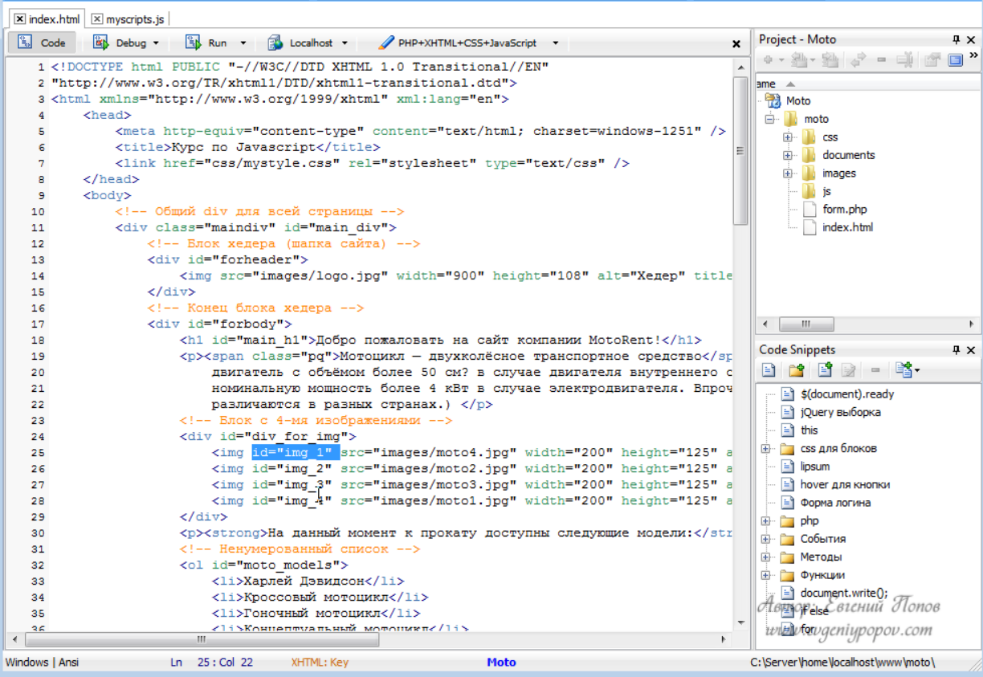 index.html myscripts.js
Code Debug Run Localhost PHP+XHTML+CSS+JavaScript
1 <!DOCTYPE html PUBLIC "-//W3C//DTD XHTML 1.0 Transitional//EN"
2 "http://www.w3.org/TR/xhtml1/DTD/xhtml1-transitional.dtd">
3 <html xmlns="http://www.w3.org/1999/xhtml" xml:lang="en">
4 <head>
5 <meta http-equiv="content-type" content="text/html; charset=windows-1251" />
6 <title>Курс по Javascript</title>
7 <link href="css/mystyle.css" rel="stylesheet" type="text/css" />
8 </head>
9 <body>
10 <!-- Общий div для всей страницы -->
11 <div class="maindiv" id="main_div">
12 <!-- Блок хедера (шапка сайта) -->
13 <div id="forheader">
14 <img src="images/logo.jpg" width="900" height="108" alt="Хедер" title
15 </div>
16 <!-- Конец блока хедера -->
17 <div id="forbody">
18 <h1 id="main_h1">Добро пожаловать на сайт компании MotoRent!</h1>
19 <p><span class="pq">Мотоцикл — двухколёсное транспортное средство</sp
20 двигатель с объёмом более 50 см? в случае двигателя внутреннего с
21 номинальную мощность более 4 кВт в случае электродвигателя. Впроч
22 различаются в разных странах.) </p>
23 <!-- Блок с 4-мя изображениями -->
24 <div id="div_for_img">
25 <img id="img_1" src="images/moto4.jpg" width="200" height="125" a
26 <img id="img_2" src="images/moto2.jpg" width="200" height="125" a
27 <img id="img_3" src="images/moto3.jpg" width="200" height="125" a
28 <img id="img_4" src="images/moto1.jpg" width="200" height="125" a
29 </div>
30 <p><strong>На данный момент к прокату доступны следующие модели:</str
31 <!-- Ненумерованный список -->
32 <ol id="moto_models">
33 <li>Харлей Дэвидсон</li>
34 <li>Кроссовый мотоцикл</li>
35 <li>Гоночный мотоцикл</li>
36 <li>Концептуальный мотоцикл</li>
Project - Moto
ame
Moto
moto
css
documents
images
js
form.php
index.html
Code Snippets
$(document).ready
jQuery выборка
this
css для блоков
lipsum
hover для кнопки
Форма логина
php
События
Методы
Функции
document.write();
if else
for
Автор: Евгений Попов
www.evgeniypopov.com
Windows | Ansi Ln 25 : Col 22 XHTML: Key Moto C:\Server\home\localhost\www\moto\